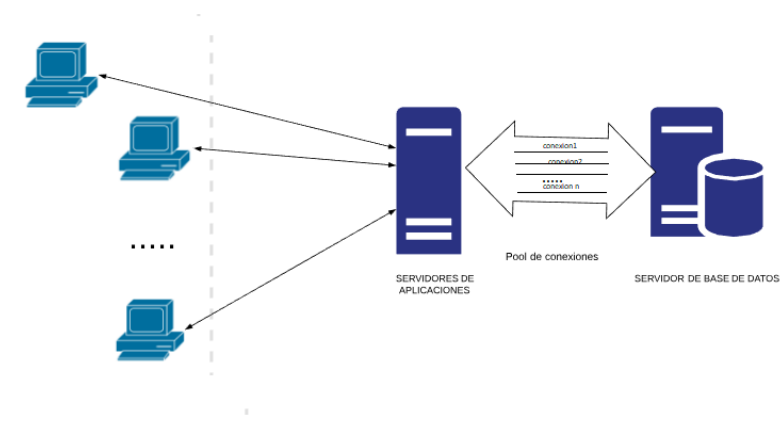 conexion1
conexion2
.....
conexion n
.....
Pool de conexiones
SERVIDORES DE
APLICACIONES
SERVIDOR DE BASE DE DATOS